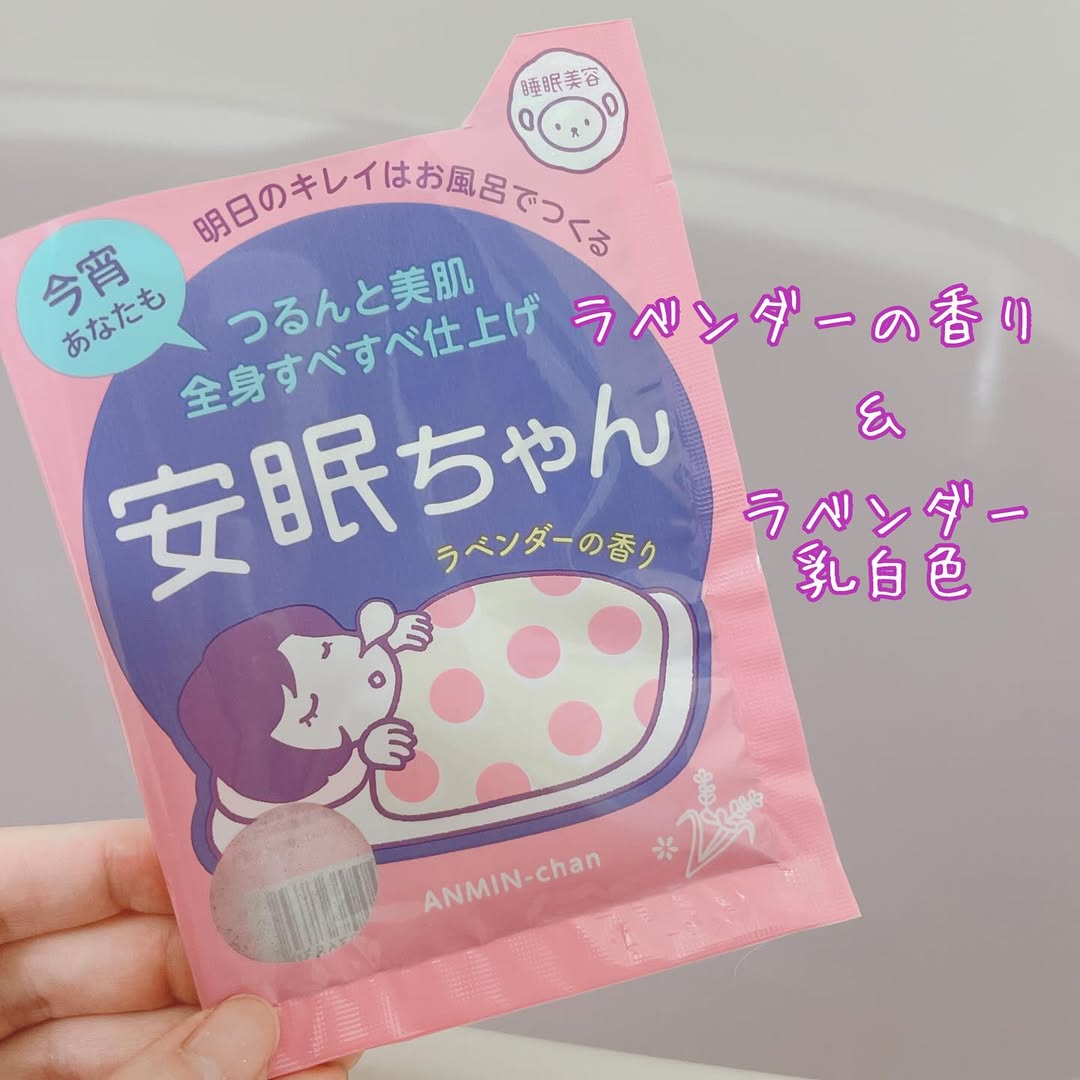 睡眠美容
明日のキレイはお風呂でつくる
今宵
あなたも
つるんと美肌
全身すべすべ仕上げ
安眠ちゃん
ラベンダーの香り
ANMIN-chan
ラベンダーの香り
&
ラベンダー
乳白色